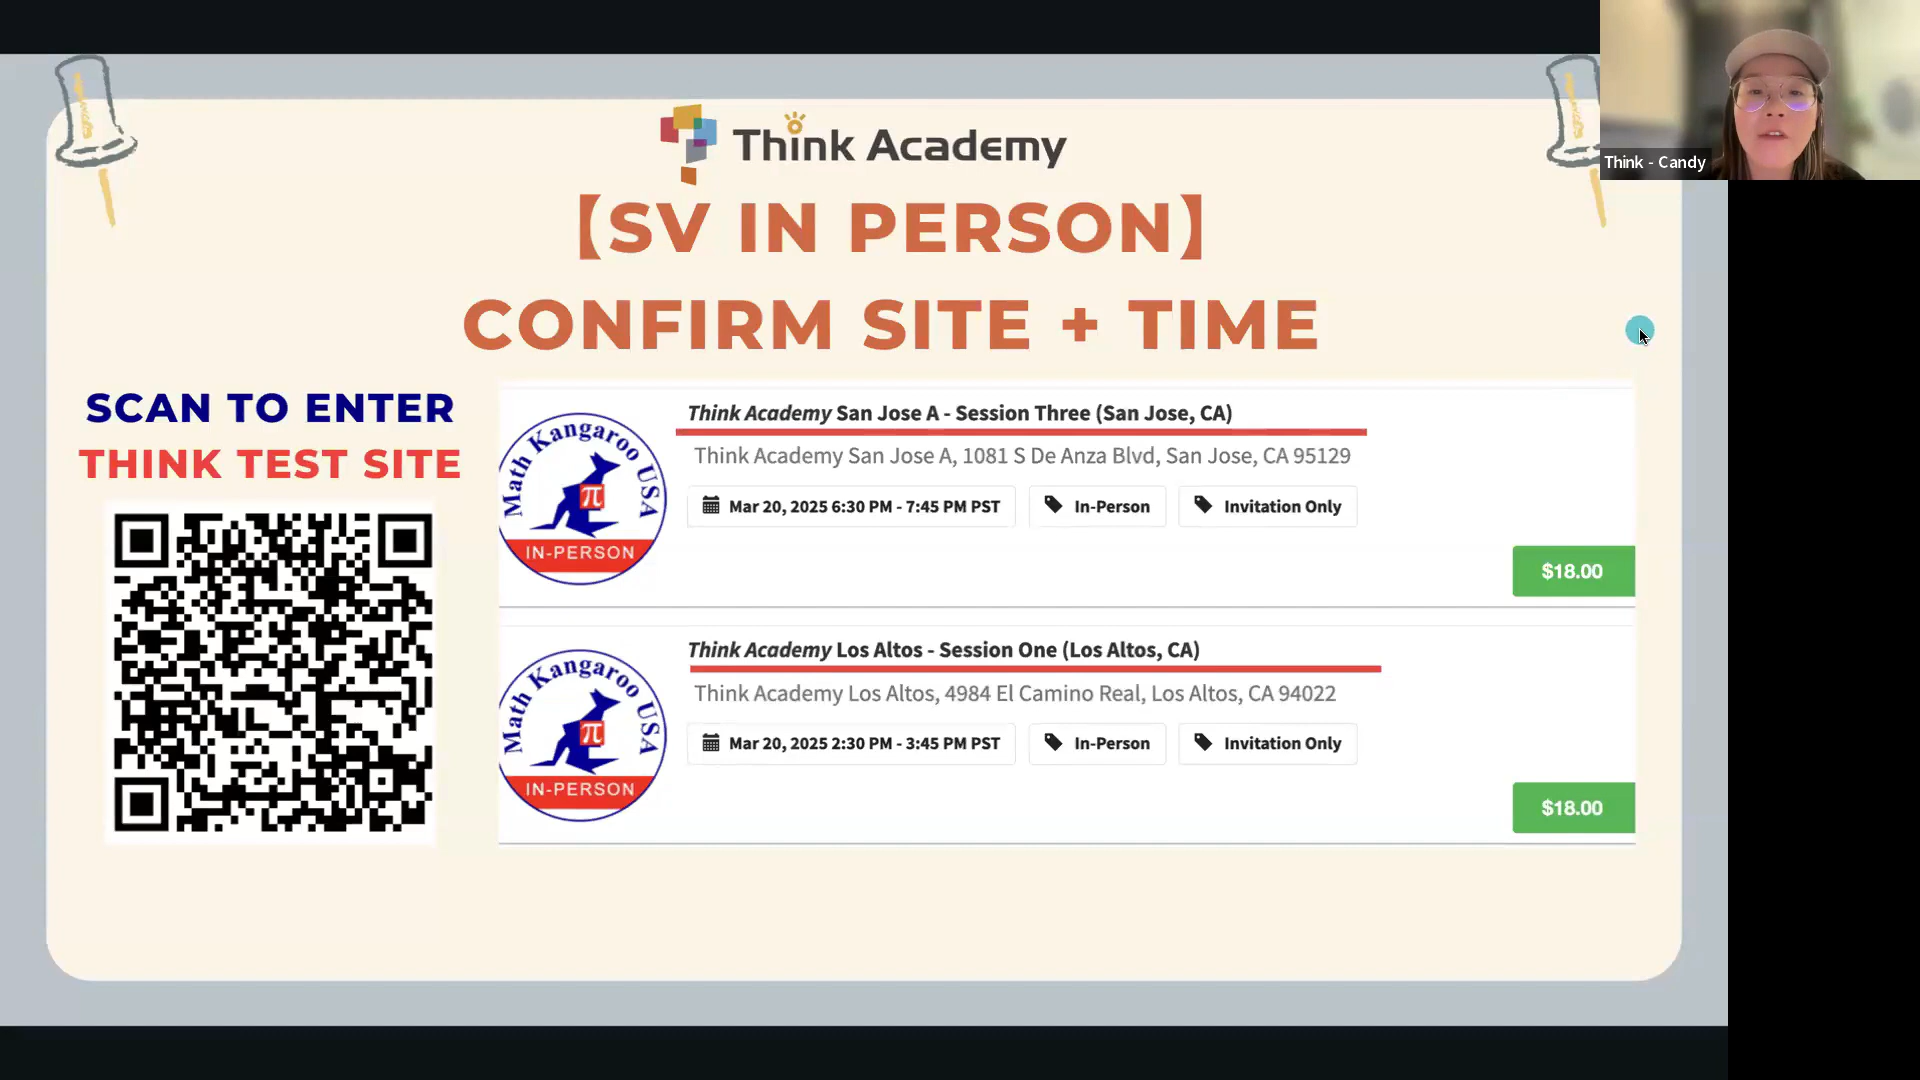 Think Academy
【SV IN PERSON】
CONFIRM SITE + TIME
Think - Candy
SCAN TO ENTER
THINK TEST SITE
Math Kangaroo USA
π
IN-PERSON
Think Academy San Jose A - Session Three (San Jose, CA)
Think Academy San Jose A, 1081 S De Anza Blvd, San Jose, CA 95129
Mar 20, 2025 6:30 PM - 7:45 PM PST
In-Person
Invitation Only
$18.00
Math Kangaroo USA
π
IN-PERSON
Think Academy Los Altos - Session One (Los Altos, CA)
Think Academy Los Altos, 4984 El Camino Real, Los Altos, CA 94022
Mar 20, 2025 2:30 PM - 3:45 PM PST
In-Person
Invitation Only
$18.00